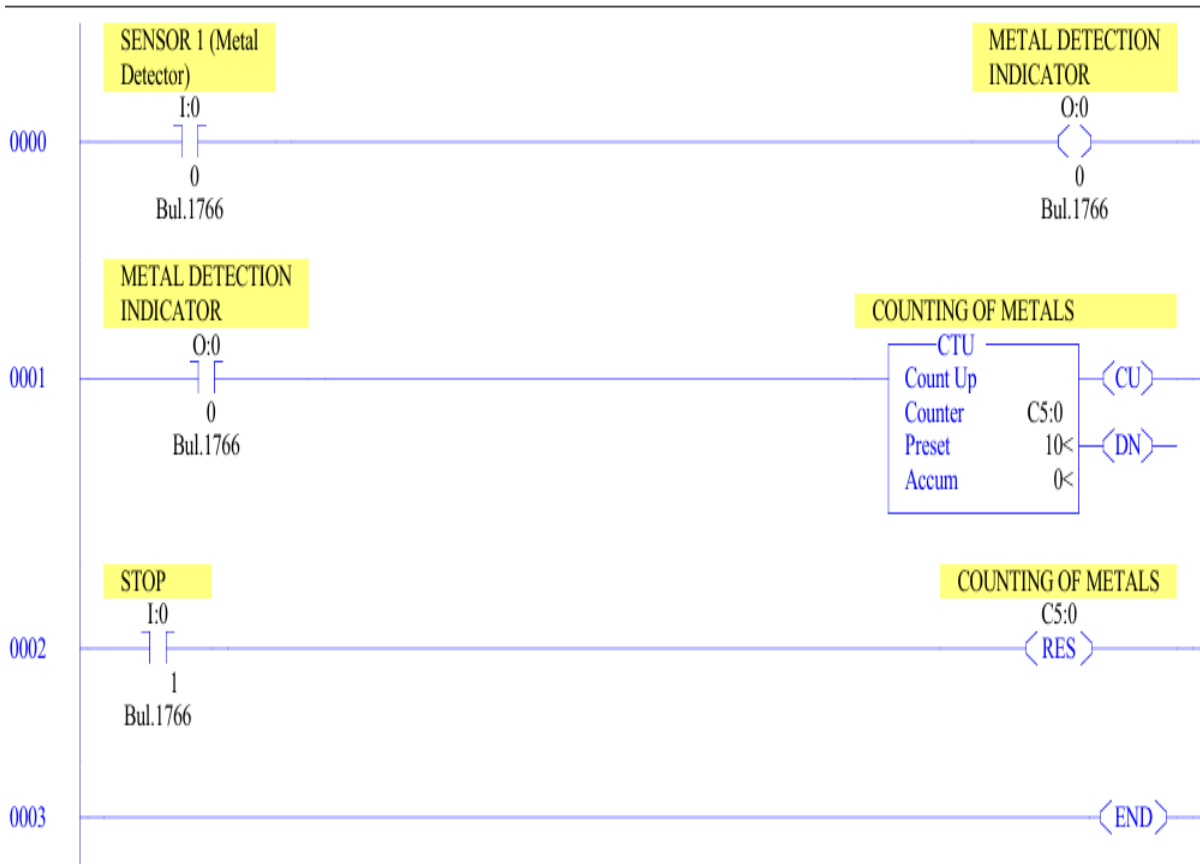 SENSOR 1 (Metal
Detector)
I:0
0
Bul.1766
METAL DETECTION
INDICATOR
O:0
0
Bul.1766
0000
METAL DETECTION
INDICATOR
O:0
0
Bul.1766
COUNTING OF METALS
CTU
Count Up
Counter C5:0
Preset 10<
Accum 0<
CU
DN
0001
STOP
I:0
1
Bul.1766
COUNTING OF METALS
C5:0
RES
0002
0003
END